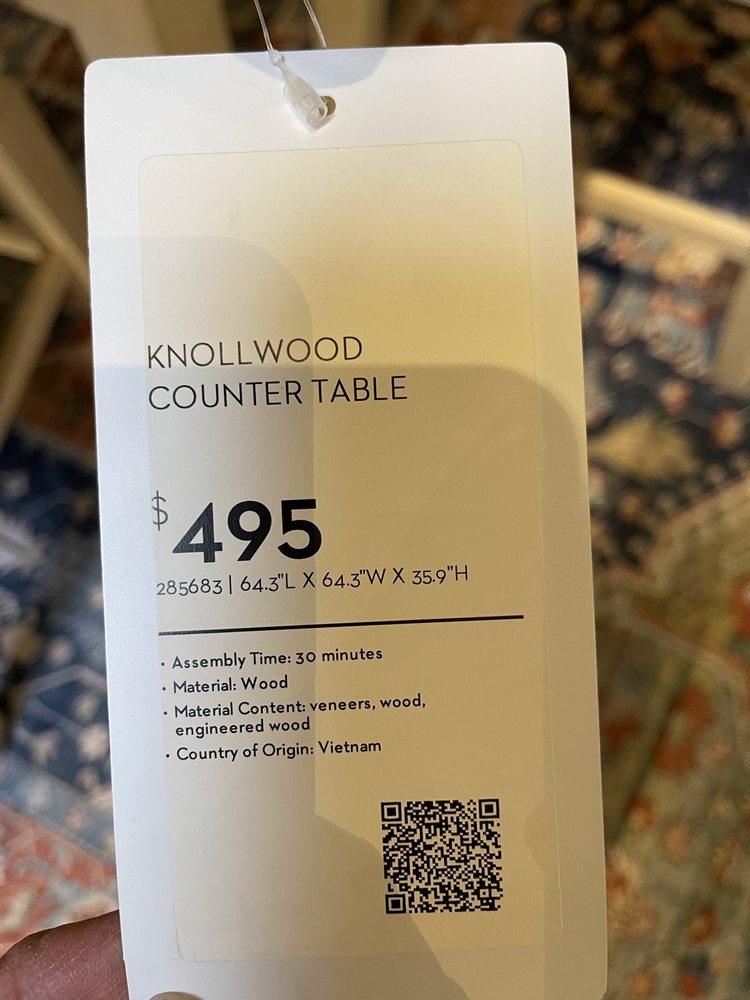 KNOLLWOOD
COUNTER TABLE
$495
285683 | 64.3"L X 64.3"W X 35.9"H
• Assembly Time: 30 minutes
• Material: Wood
• Material Content: veneers, wood,
engineered wood
• Country of Origin: Vietnam